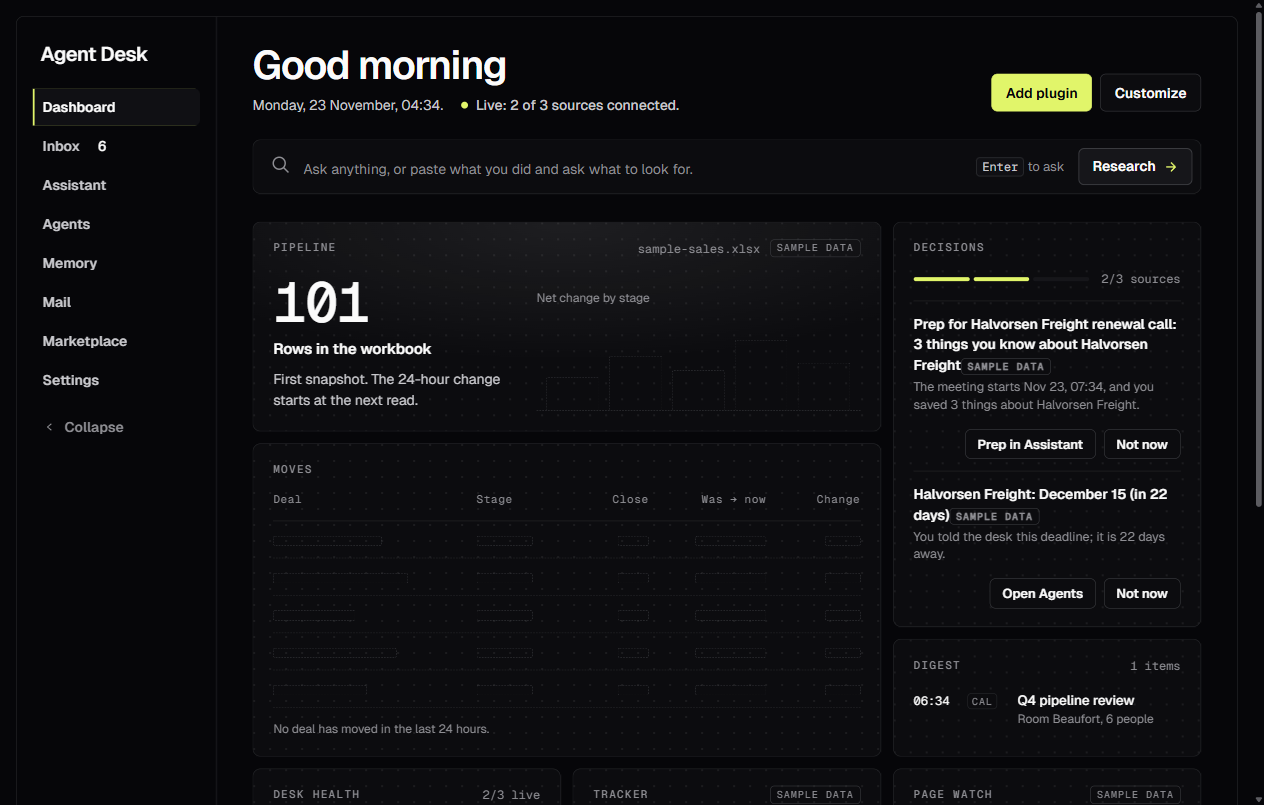 Agent Desk
Dashboard
Inbox 6
Assistant
Agents
Memory
Mail
Marketplace
Settings
Collapse
Good morning
Monday, 23 November, 04:34. Live: 2 of 3 sources connected.
Add plugin
Customize
Ask anything, or paste what you did and ask what to look for.
Enter to ask
Research →
PIPELINE
sample-sales.xlsx SAMPLE DATA
101
Rows in the workbook
First snapshot. The 24-hour change
starts at the next read.
Net change by stage
MOVES
Deal Stage Close Was → now Change
No deal has moved in the last 24 hours.
DECISIONS
2/3 sources
Prep for Halvorsen Freight renewal call:
3 things you know about Halvorsen
Freight SAMPLE DATA
The meeting starts Nov 23, 07:34, and you
saved 3 things about Halvorsen Freight.
Prep in Assistant Not now
Halvorsen Freight: December 15 (in 22
days) SAMPLE DATA
You told the desk this deadline; it is 22 days
away.
Open Agents Not now
DIGEST 1 items
06:34 CAL Q4 pipeline review
Room Beaufort, 6 people
DESK HEALTH 2/3 live
TRACKER SAMPLE DATA
PAGE WATCH SAMPLE DATA